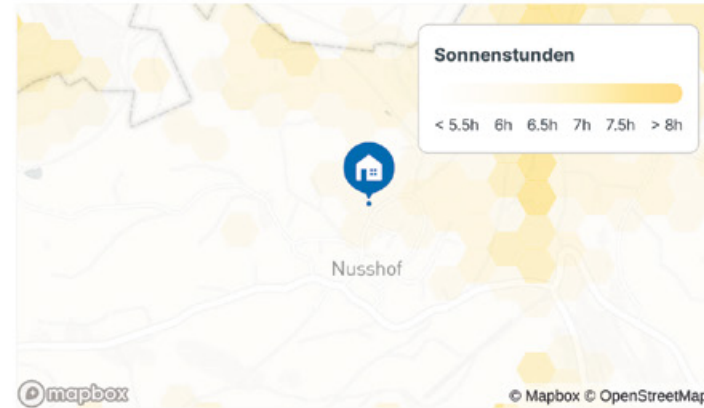 Sonnenstunden
< 5.5h 6h 6.5h 7h 7.5h > 8h
Nusshof
mapbox
© Mapbox © OpenStreetMap